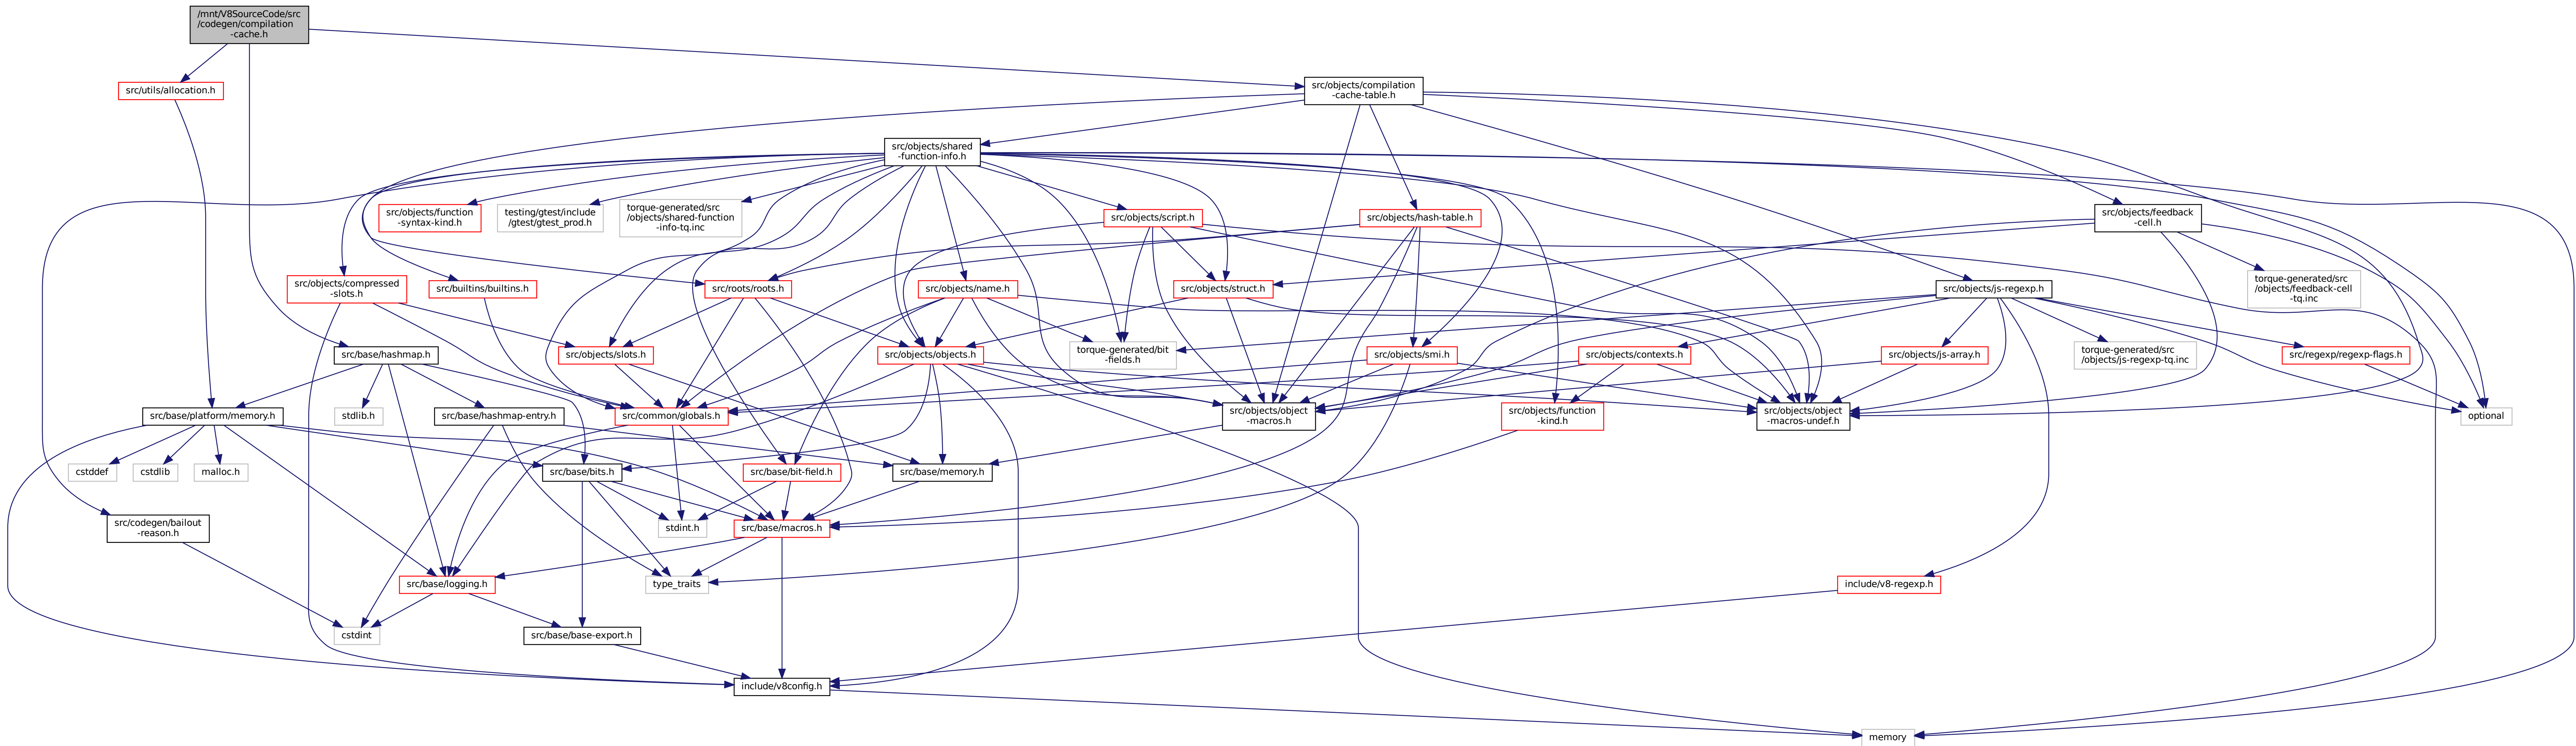 /mnt/V8SourceCode/src
/codegen/compilation
-cache.h
src/utils/allocation.h
src/objects/compilation
-cache-table.h
src/objects/shared
-function-info.h
src/objects/function
-syntax-kind.h
testing/gtest/include
/gtest/gtest_prod.h
torque-generated/src
/objects/shared-function
-info-tq.inc
src/objects/script.h
src/objects/hash-table.h
src/objects/feedback
-cell.h
src/objects/compressed
-slots.h
src/builtins/builtins.h
src/roots/roots.h
src/objects/name.h
src/objects/struct.h
src/objects/js-regexp.h
torque-generated/src
/objects/feedback-cell
-tq.inc
src/base/hashmap.h
src/objects/slots.h
src/objects/objects.h
torque-generated/bit
-fields.h
src/objects/smi.h
src/objects/contexts.h
src/objects/js-array.h
torque-generated/src
/objects/js-regexp-tq.inc
src/regexp/regexp-flags.h
src/base/platform/memory.h
stdlib.h
src/base/hashmap-entry.h
src/common/globals.h
src/objects/object
-macros.h
src/objects/function
-kind.h
src/objects/object
-macros-undef.h
optional
cstddef
cstdlib
malloc.h
src/base/bits.h
src/base/bit-field.h
src/base/memory.h
src/codegen/bailout
-reason.h
stdint.h
src/base/macros.h
src/base/logging.h
type_traits
include/v8-regexp.h
cstdint
src/base/base-export.h
include/v8config.h
memory